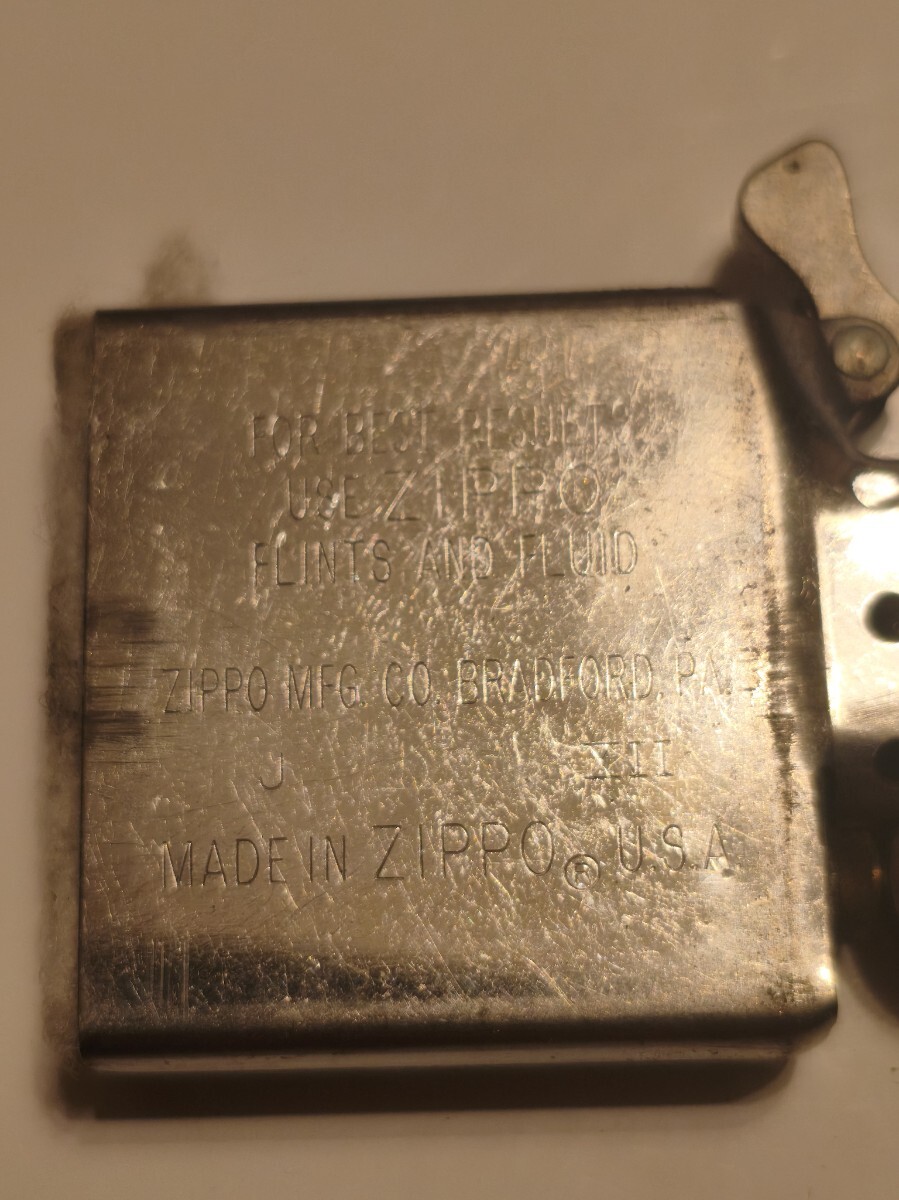 FOR BEST RESULTS
USE ZIPPO
FLINTS AND FLUID
ZIPPO MFG. CO. BRADFORD, PA.
J XII
MADE IN ZIPPO® U.S.A